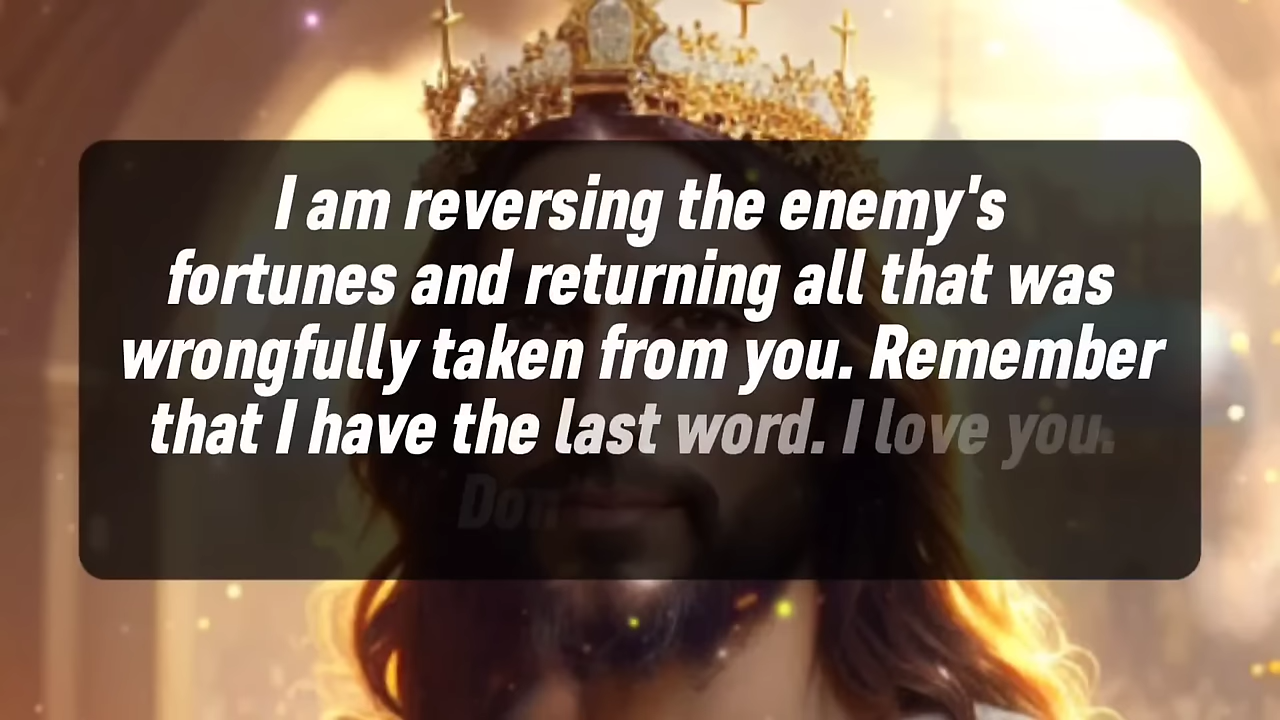 I am reversing the enemy's
fortunes and returning all that was
wrongfully taken from you. Remember
that I have the last word. I love you.